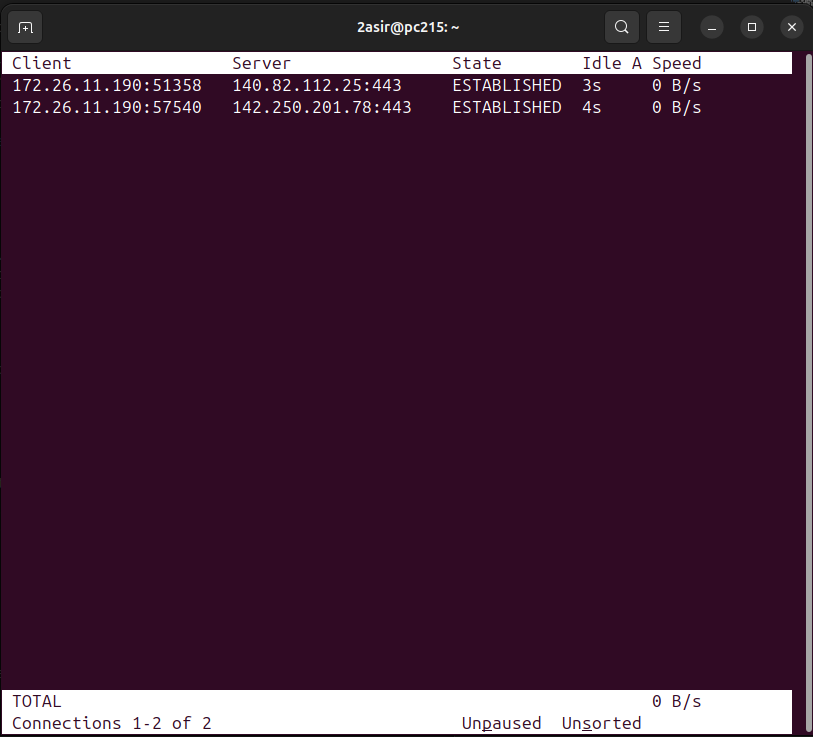 2asir@pc215: ~
Client Server State Idle A Speed
172.26.11.190:51358 140.82.112.25:443 ESTABLISHED 3s 0 B/s
172.26.11.190:57540 142.250.201.78:443 ESTABLISHED 4s 0 B/s
TOTAL 0 B/s
Connections 1-2 of 2 Unpaused Unsorted